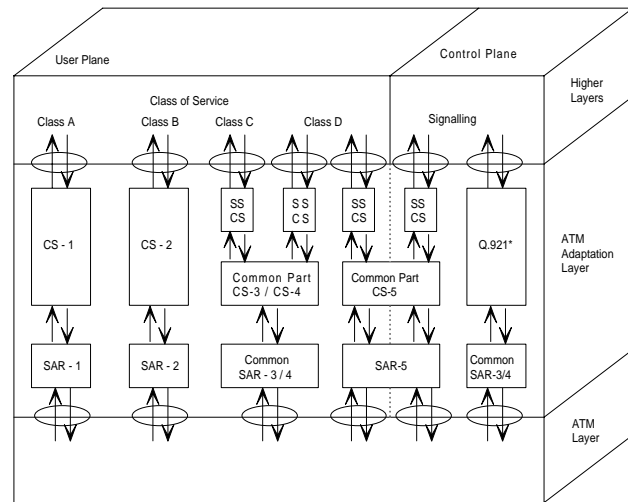 User Plane
Control Plane
Class of Service
Higher
Layers
Class A
Class B
Class C
Class D
Signalling
SS
CS
S S
C S
SS
CS
SS
CS
CS - 1
CS - 2
Q.921*
ATM
Adaptation
Layer
Common Part
CS-3 / CS-4
Common Part
CS-5
SAR - 1
SAR - 2
Common
SAR - 3 / 4
SAR-5
Common
SAR-3/4
ATM
Layer